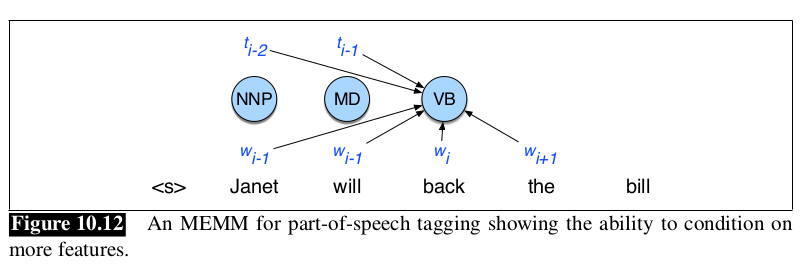 t_{i-2} t_{i-1}
NNP MD VB
w_{i-1} w_{i-1} w_i w_{i+1}
<s> Janet will back the bill
Figure 10.12 An MEMM for part-of-speech tagging showing the ability to condition on
more features.